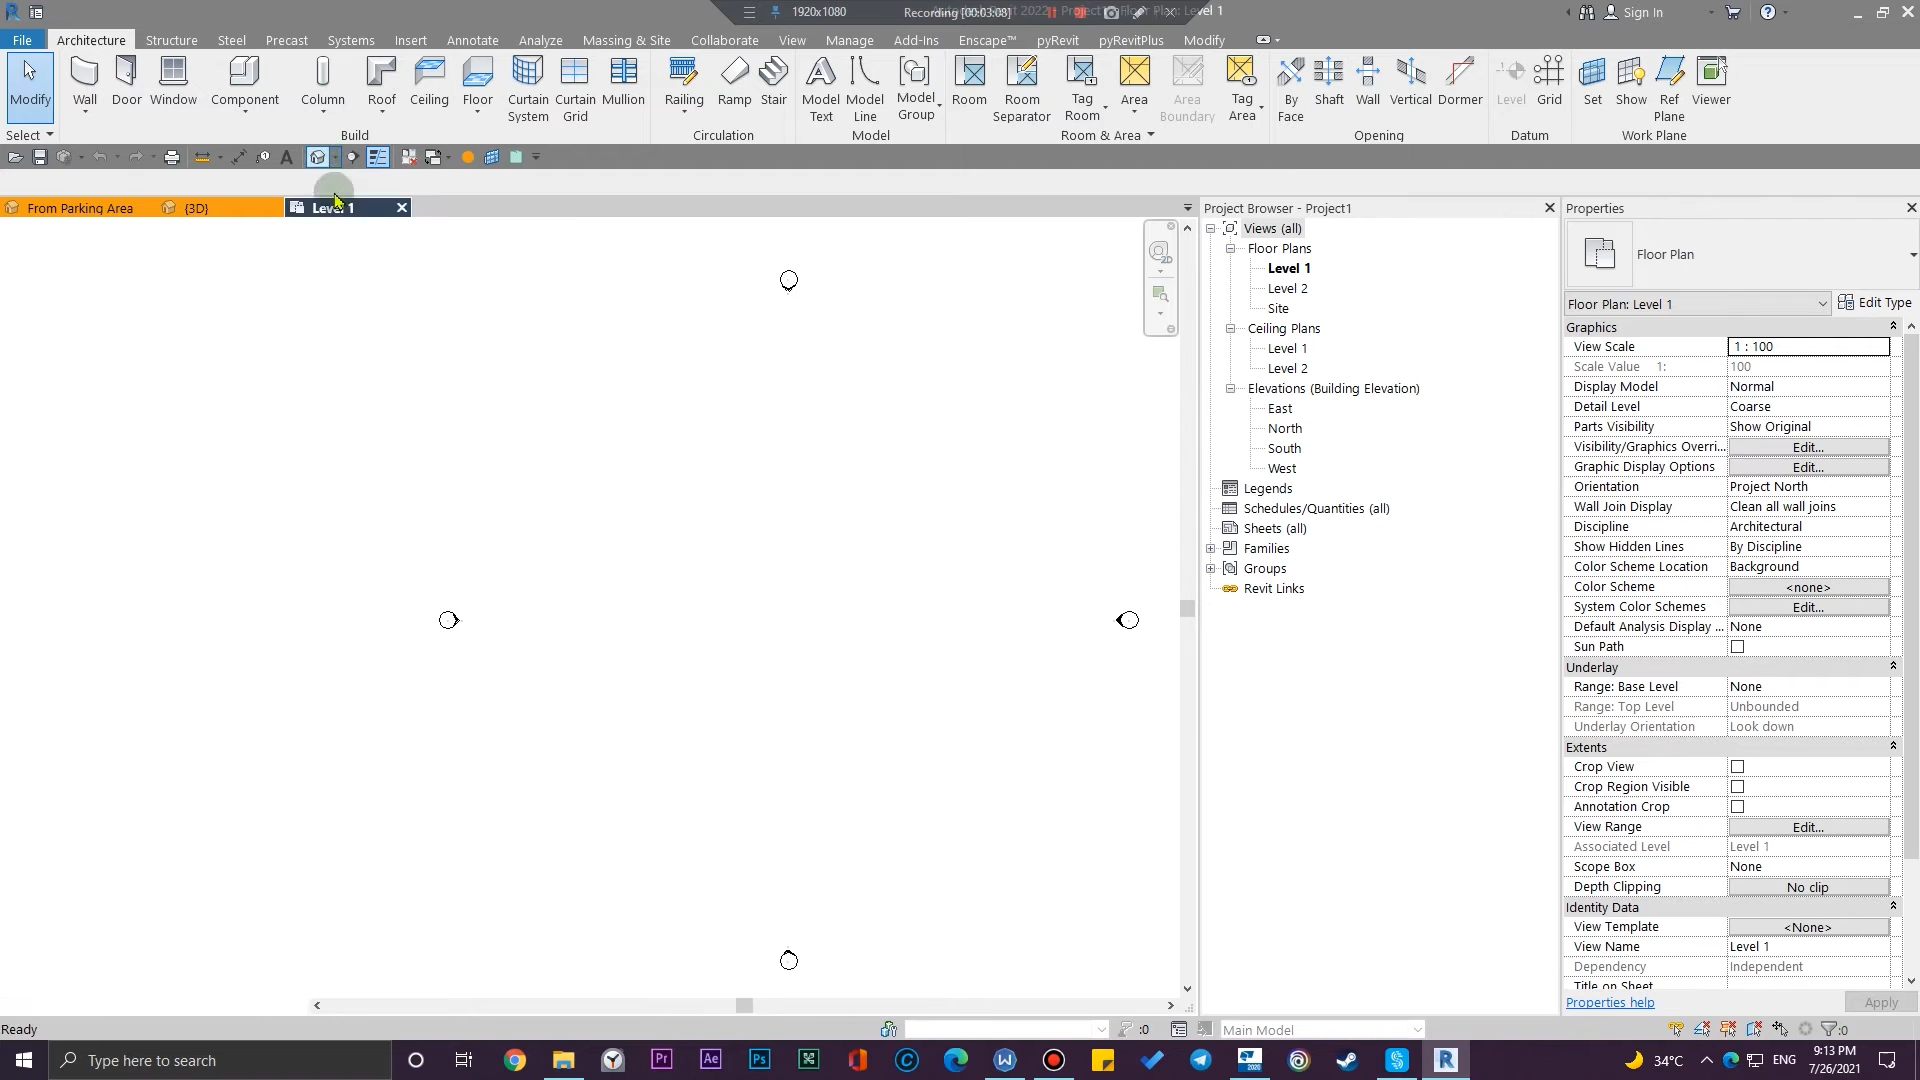 1920x1080 Recording [00:03:08] Floor Plan: Level 1 Sign In
File Architecture Structure Steel Precast Systems Insert Annotate Analyze Massing & Site Collaborate View Manage Add-Ins Enscape™ pyRevit pyRevitPlus Modify
Modify Wall Door Window Component Column Roof Ceiling Floor Curtain System Curtain Grid Mullion Railing Ramp Stair Model Text Model Line Model Group Room Room Separator Tag Room Area Area Boundary Tag Area By Face Shaft Wall Vertical Dormer Level Grid Set Show Ref Plane Viewer
Select Build Circulation Model Room & Area Opening Datum Work Plane
From Parking Area {3D} Level 1
Project Browser - Project1
Views (all)
Floor Plans
Level 1
Level 2
Site
Ceiling Plans
Level 1
Level 2
Elevations (Building Elevation)
East
North
South
West
Legends
Schedules/Quantities (all)
Sheets (all)
Families
Groups
Revit Links
Properties
Floor Plan
Floor Plan: Level 1 Edit Type
Graphics
View Scale 1 : 100
Scale Value 1: 100
Display Model Normal
Detail Level Coarse
Parts Visibility Show Original
Visibility/Graphics Overri... Edit...
Graphic Display Options Edit...
Orientation Project North
Wall Join Display Clean all wall joins
Discipline Architectural
Show Hidden Lines By Discipline
Color Scheme Location Background
Color Scheme <none>
System Color Schemes Edit...
Default Analysis Display ... None
Sun Path
Underlay
Range: Base Level None
Range: Top Level Unbounded
Underlay Orientation Look down
Extents
Crop View
Crop Region Visible
Annotation Crop
View Range Edit...
Associated Level Level 1
Scope Box None
Depth Clipping No clip
Identity Data
View Template <None>
View Name Level 1
Dependency Independent
Title on Sheet
Properties help Apply
Ready :0 Main Model :0
Type here to search 34°C ENG 9:13 PM
7/26/2021